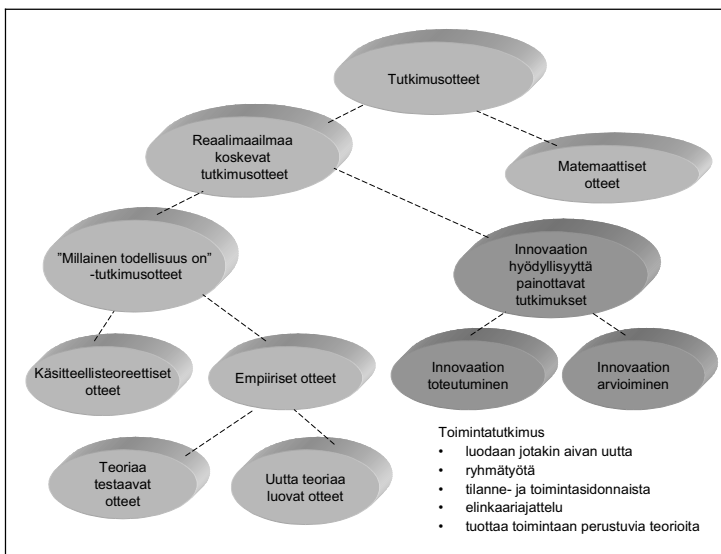 Tutkimusotteet
Reaalimaailmaa
koskevat
tutkimusotteet
Matemaattiset
otteet
”Millainen todellisuus on”
-tutkimusotteet
Innovaation
hyödyllisyyttä
painottavat
tutkimukset
Käsitteellisteoreettiset
otteet
Empiiriset otteet
Innovaation
toteutuminen
Innovaation
arvioiminen
Teoriaa
testaavat
otteet
Uutta teoriaa
luovat otteet
Toimintatutkimus
• luodaan jotakin aivan uutta
• ryhmätyötä
• tilanne- ja toimintasidonnaista
• elinkaariajattelu
• tuottaa toimintaan perustuvia teorioita